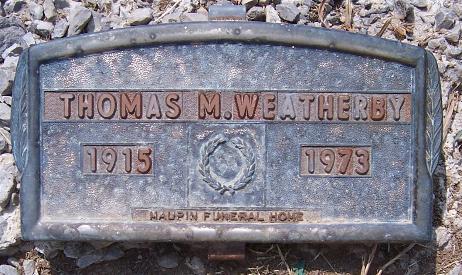 THOMAS M. WEATHERBY
1915 1973
MAUPIN FUNERAL HOME